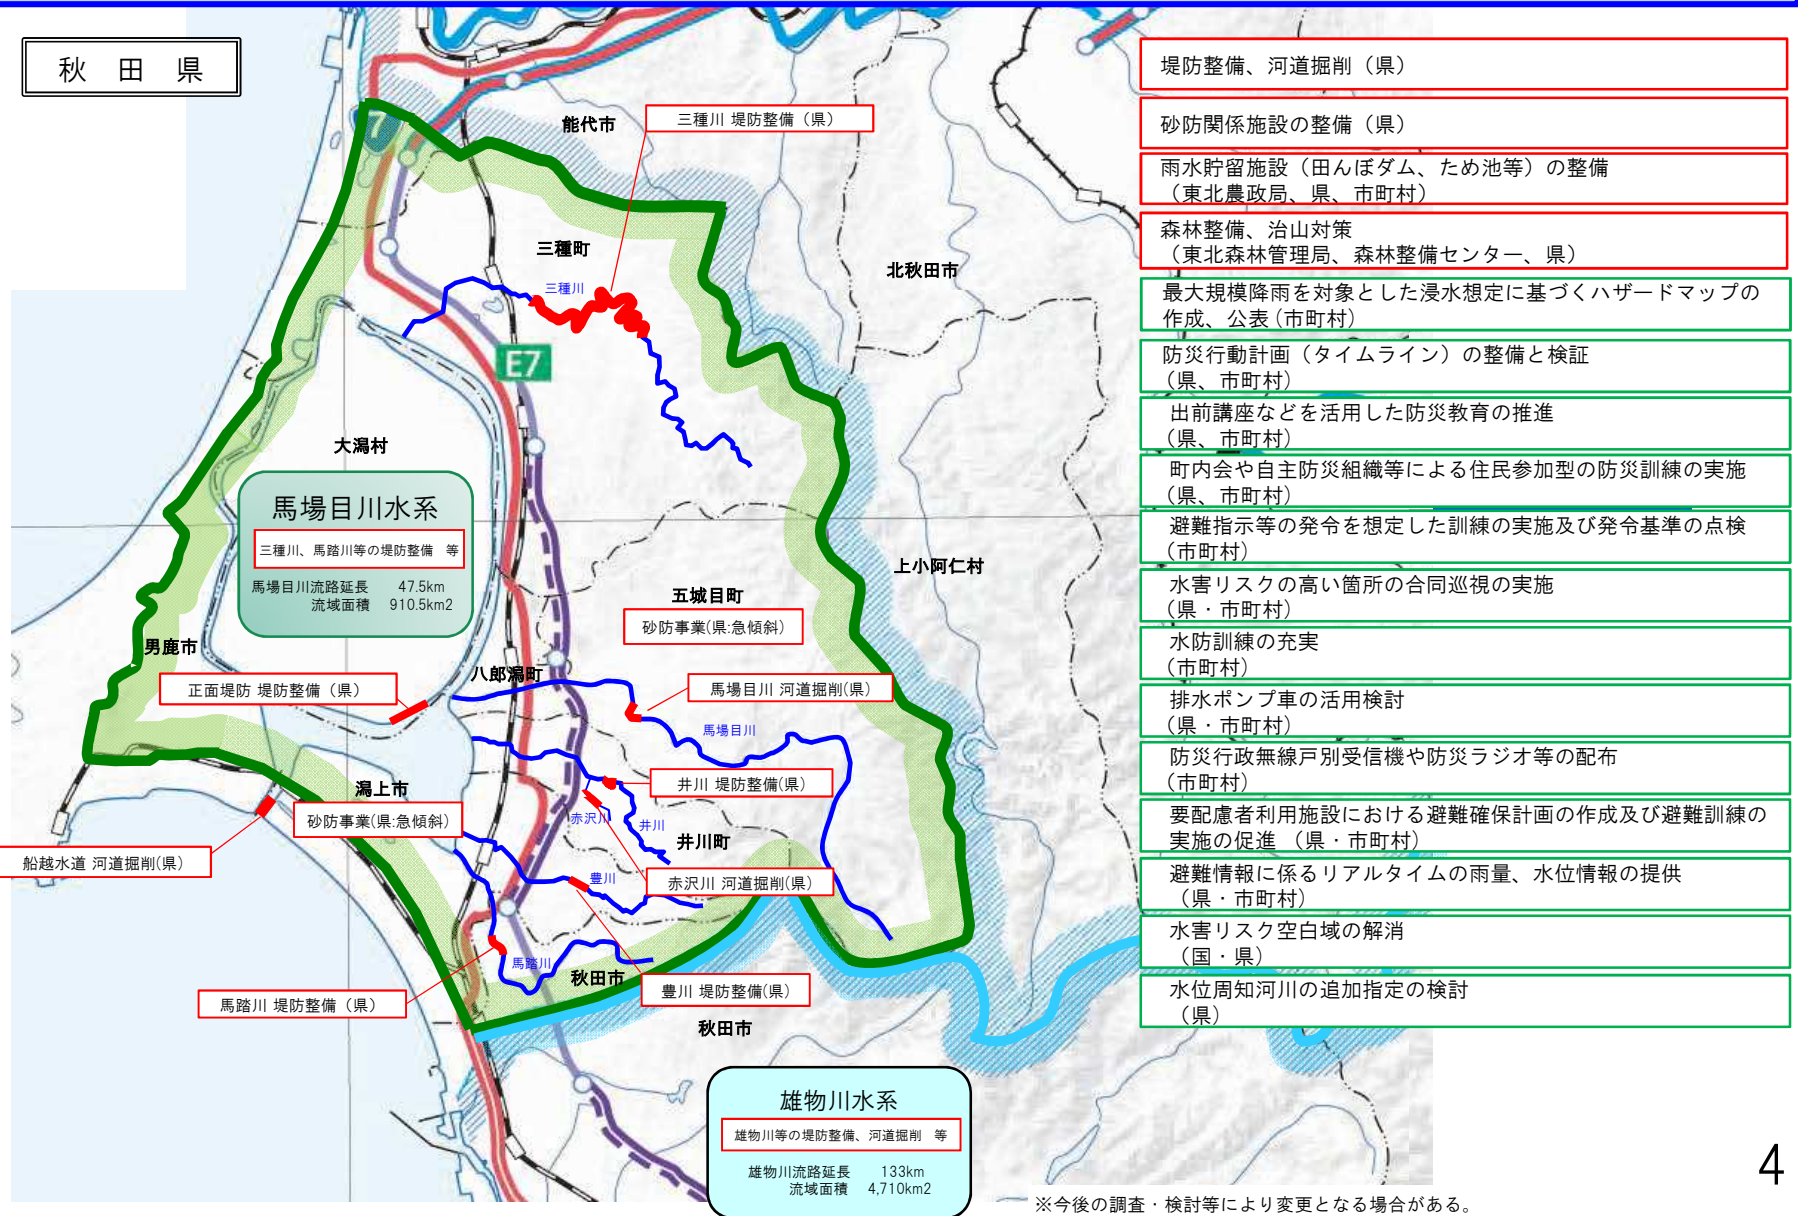 秋 田 県
7
能代市
三種川 堤防整備（県）
三種町
三種川
北秋田市
E7
大潟村
馬場目川水系
三種川、馬踏川等の堤防整備 等
馬場目川流路延長 47.5km
流域面積 910.5km2
上小阿仁村
五城目町
砂防事業(県:急傾斜)
男鹿市
八郎潟町
正面堤防 堤防整備（県）
馬場目川 河道掘削(県)
馬場目川
井川 堤防整備(県)
潟上市
砂防事業(県:急傾斜)
赤沢川
井川
井川町
船越水道 河道掘削(県)
豊川
赤沢川 河道掘削(県)
馬踏川
秋田市
豊川 堤防整備(県)
馬踏川 堤防整備（県）
秋田市
雄物川水系
雄物川等の堤防整備、河道掘削 等
雄物川流路延長 133km
流域面積 4,710km2
堤防整備、河道掘削（県）
砂防関係施設の整備（県）
雨水貯留施設（田んぼダム、ため池等）の整備
（東北農政局、県、市町村）
森林整備、治山対策
（東北森林管理局、森林整備センター、県）
最大規模降雨を対象とした浸水想定に基づくハザードマップの
作成、公表(市町村)
防災行動計画（タイムライン）の整備と検証
（県、市町村）
出前講座などを活用した防災教育の推進
（県、市町村）
町内会や自主防災組織等による住民参加型の防災訓練の実施
（県、市町村）
避難指示等の発令を想定した訓練の実施及び発令基準の点検
（市町村）
水害リスクの高い箇所の合同巡視の実施
（県・市町村）
水防訓練の充実
（市町村）
排水ポンプ車の活用検討
（県・市町村）
防災行政無線戸別受信機や防災ラジオ等の配布
（市町村）
要配慮者利用施設における避難確保計画の作成及び避難訓練の
実施の促進 （県・市町村）
避難情報に係るリアルタイムの雨量、水位情報の提供
（県・市町村）
水害リスク空白域の解消
（国・県）
水位周知河川の追加指定の検討
（県）
※今後の調査・検討等により変更となる場合がある。
4